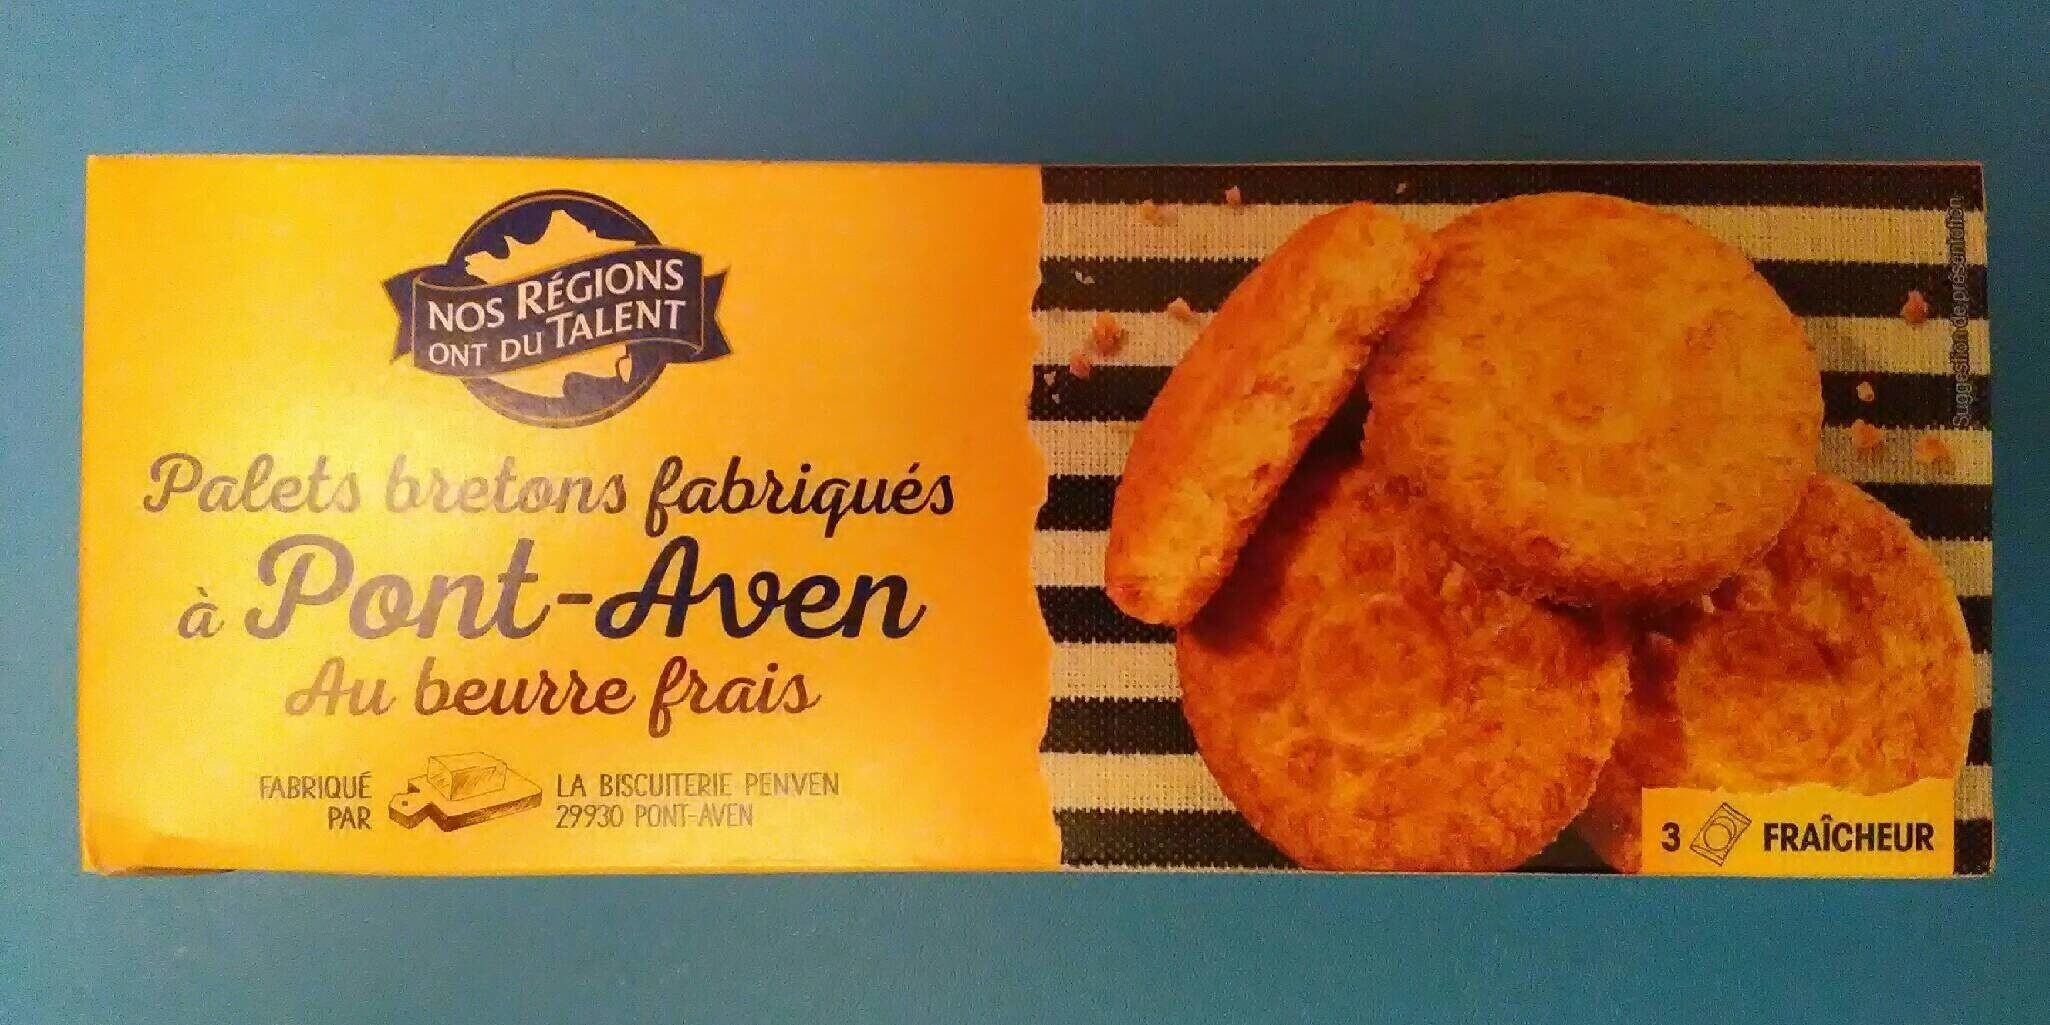 NOS RÉGIONS
ONT DU TALENT
Palets bretons fabriqués
à Pont-Aven
Au beurre frais
FABRIQUÉ
PAR
LA BISCUITERIE PENVEN
29930 PONT-AVEN
Suggestion de présentation
3 FRAÎCHEUR